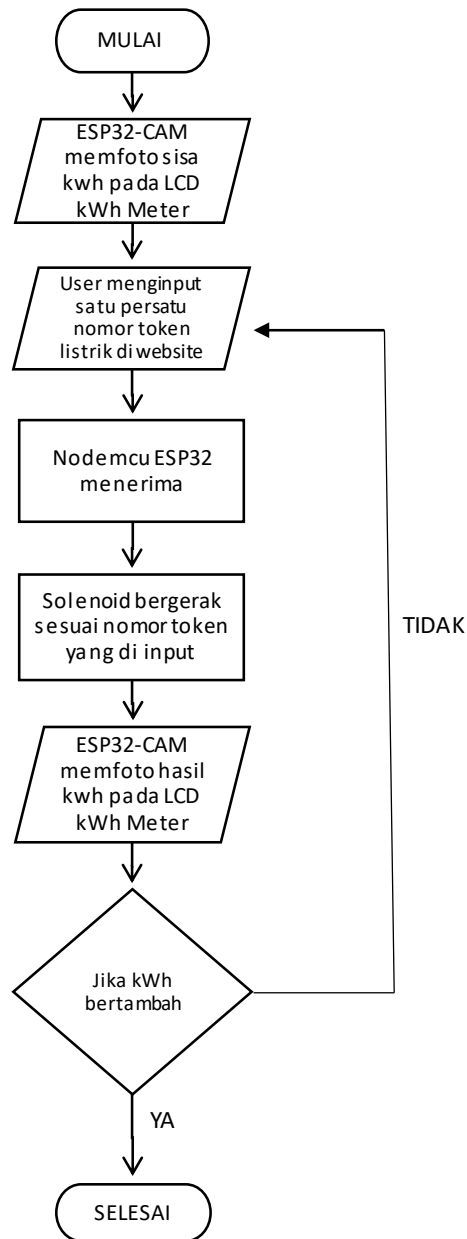 MULAI
ESP32-CAM
memfoto sisa
kwh pada LCD
kWh Meter
User menginput
satu persatu
nomor token
listrik di website
Nodemcu ESP32
menerima
Solenoid bergerak
sesuai nomor token
yang di input
TIDAK
ESP32-CAM
memfoto hasil
kwh pada LCD
kWh Meter
Jika kWh
bertambah
YA
SELESAI